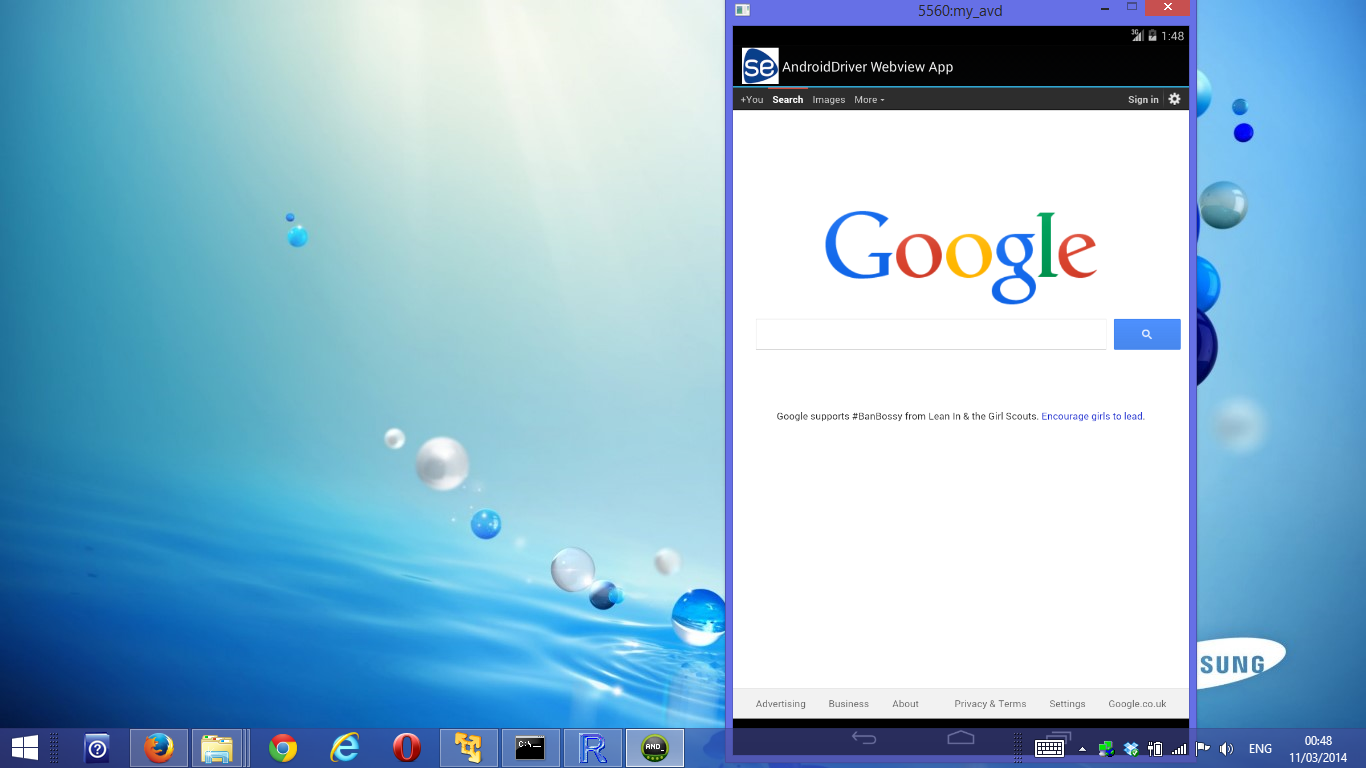 5560:my_avd
3G 1:48
se AndroidDriver Webview App
+You Search Images More Sign in
Google
Google supports #BanBossy from Lean In & the Girl Scouts. Encourage girls to lead.
Advertising Business About Privacy & Terms Settings Google.co.uk
SUNG
C:\_
R
AND_
ENG
00:48
11/03/2014